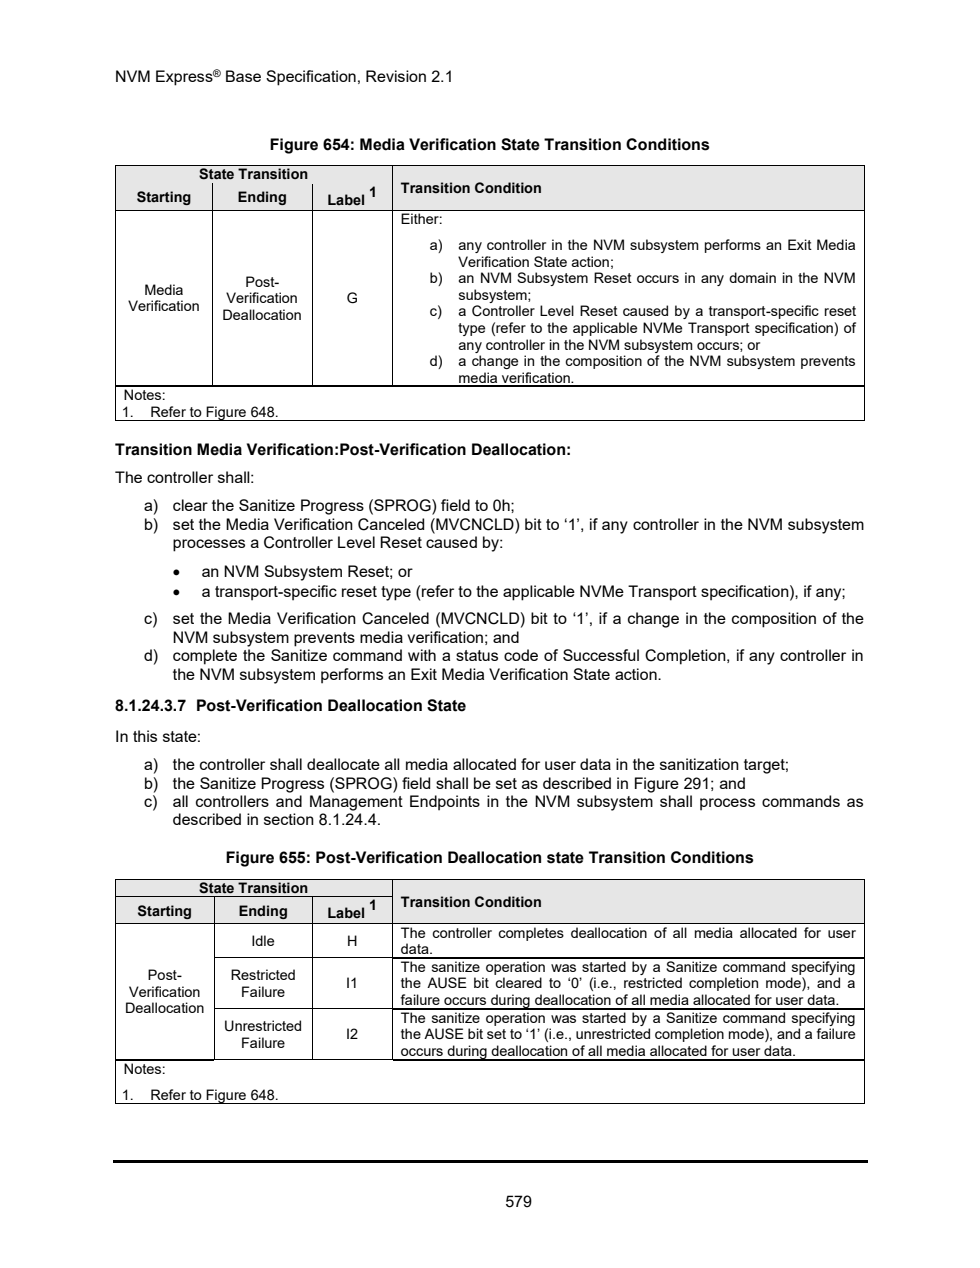 NVM Express® Base Specification, Revision 2.1
Figure 654: Media Verification State Transition Conditions
State Transition
Transition Condition
Starting
Ending
Label 1
Media
Verification
Post-
Verification
Deallocation
G
Either:
a) any controller in the NVM subsystem performs an Exit Media
Verification State action;
b) an NVM Subsystem Reset occurs in any domain in the NVM
subsystem;
c) a Controller Level Reset caused by a transport-specific reset
type (refer to the applicable NVMe Transport specification) of
any controller in the NVM subsystem occurs; or
d) a change in the composition of the NVM subsystem prevents
media verification.
Notes:
1. Refer to Figure 648.
Transition Media Verification:Post-Verification Deallocation:
The controller shall:
a) clear the Sanitize Progress (SPROG) field to 0h;
b) set the Media Verification Canceled (MVCNCLD) bit to ‘1’, if any controller in the NVM subsystem
processes a Controller Level Reset caused by:
• an NVM Subsystem Reset; or
• a transport-specific reset type (refer to the applicable NVMe Transport specification), if any;
c) set the Media Verification Canceled (MVCNCLD) bit to ‘1’, if a change in the composition of the
NVM subsystem prevents media verification; and
d) complete the Sanitize command with a status code of Successful Completion, if any controller in
the NVM subsystem performs an Exit Media Verification State action.
8.1.24.3.7 Post-Verification Deallocation State
In this state:
a) the controller shall deallocate all media allocated for user data in the sanitization target;
b) the Sanitize Progress (SPROG) field shall be set as described in Figure 291; and
c) all controllers and Management Endpoints in the NVM subsystem shall process commands as
described in section 8.1.24.4.
Figure 655: Post-Verification Deallocation state Transition Conditions
State Transition
Transition Condition
Starting
Ending
Label 1
Post-
Verification
Deallocation
Idle
H
The controller completes deallocation of all media allocated for user
data.
Restricted
Failure
I1
The sanitize operation was started by a Sanitize command specifying
the AUSE bit cleared to ‘0’ (i.e., restricted completion mode), and a
failure occurs during deallocation of all media allocated for user data.
Unrestricted
Failure
I2
The sanitize operation was started by a Sanitize command specifying
the AUSE bit set to ‘1’ (i.e., unrestricted completion mode), and a failure
occurs during deallocation of all media allocated for user data.
Notes:
1. Refer to Figure 648.
579